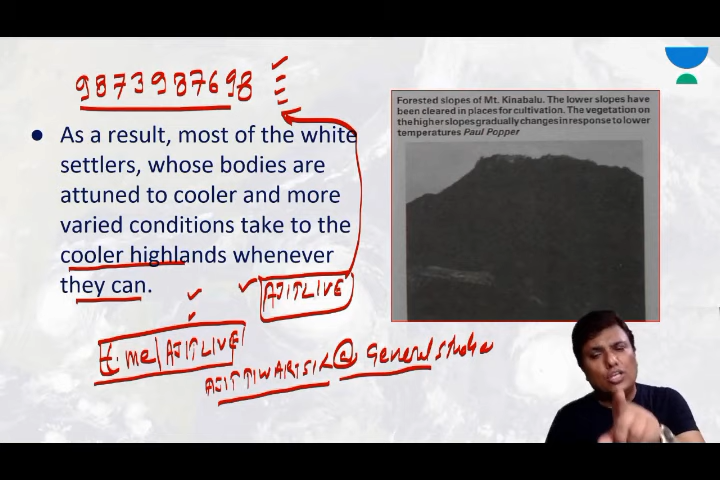 9873987698
Forested slopes of Mt. Kinabalu. The lower slopes have
been cleared in places for cultivation. The vegetation on
the higher slopes gradually changes in response to lower
temperatures Paul Popper
● As a result, most of the white
settlers, whose bodies are
attuned to cooler and more
varied conditions take to the
cooler highlands whenever
they can.
AJITLIVE
t.me/AJITLIVE
AJITTIWARISIR@General